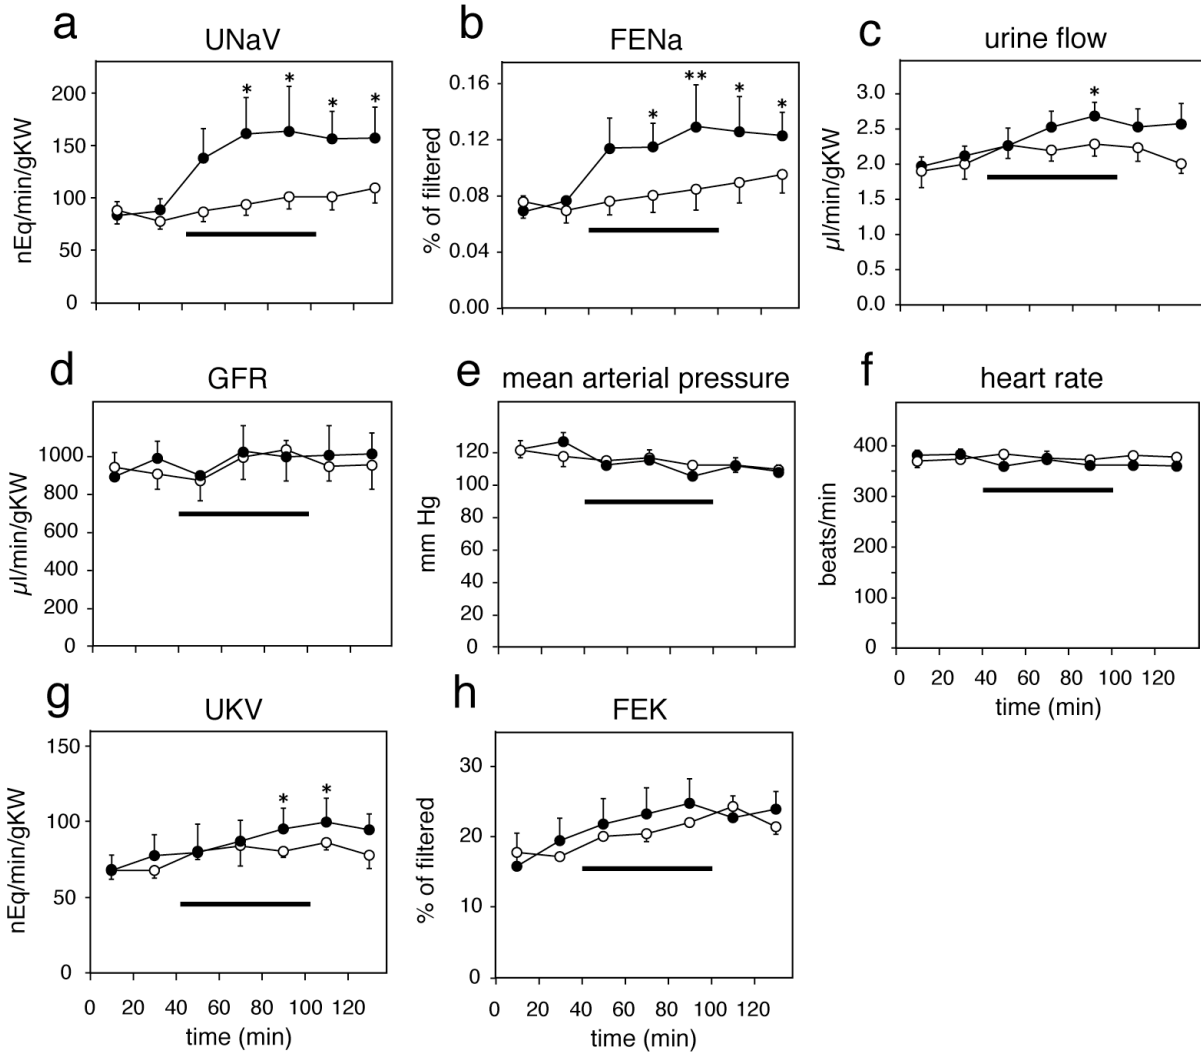 a
UNaV
nEq/min/gKW
200
150
100
50
0
* * * *
b
FENa
% of filtered
0.16
0.12
0.08
0.04
0.00
* ** * *
c
urine flow
µl/min/gKW
3.0
2.5
2.0
1.5
1.0
0.5
0.0
*
d
GFR
µl/min/gKW
1000
800
600
400
200
0
e
mean arterial pressure
mm Hg
120
100
80
60
40
20
0
f
heart rate
beats/min
400
300
200
100
0
0 20 40 60 80 100 120
time (min)
g
UKV
nEq/min/gKW
150
100
50
0
* *
0 20 40 60 80 100 120
time (min)
h
FEK
% of filtered
30
20
10
0
0 20 40 60 80 100 120
time (min)